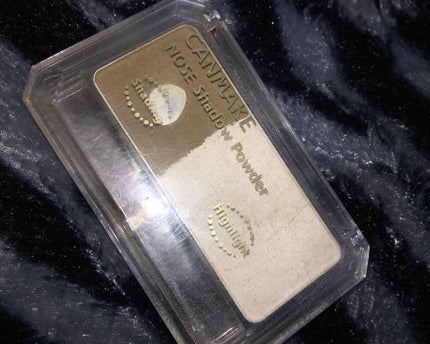 CANMAKE
NOSE Shadow Powder
Shading
Highlight